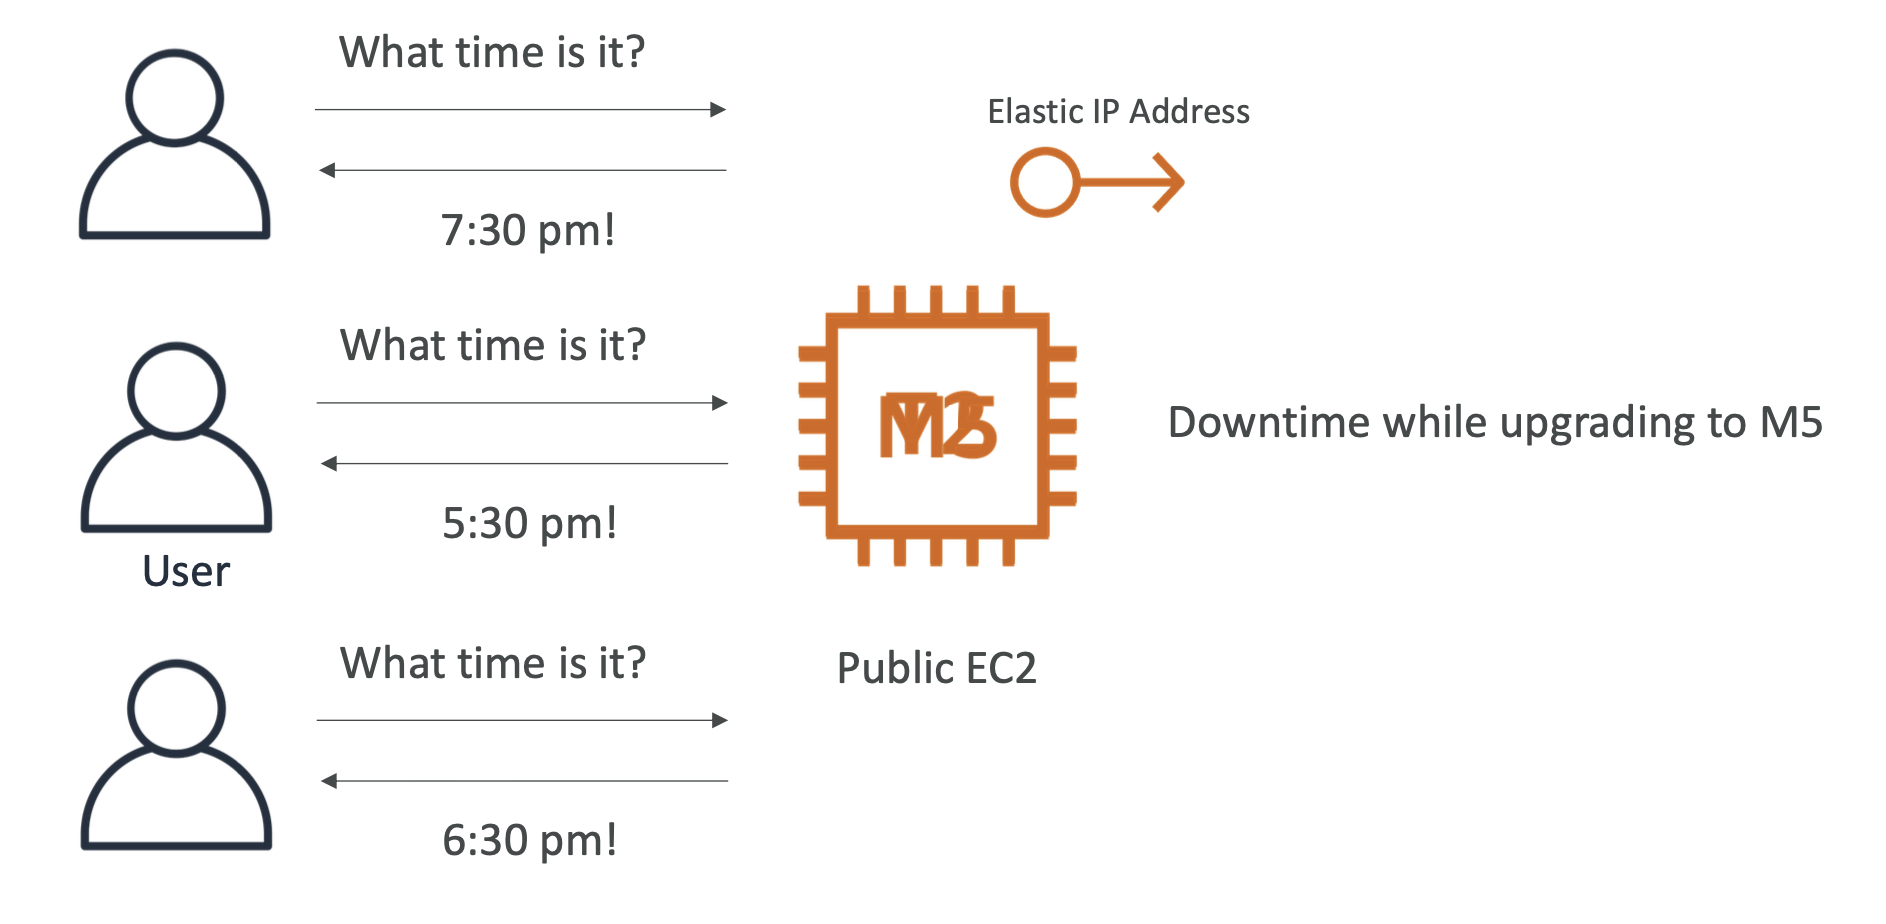 What time is it?
Elastic IP Address
7:30 pm!
What time is it?
Downtime while upgrading to M5
5:30 pm!
User
What time is it?
Public EC2
6:30 pm!